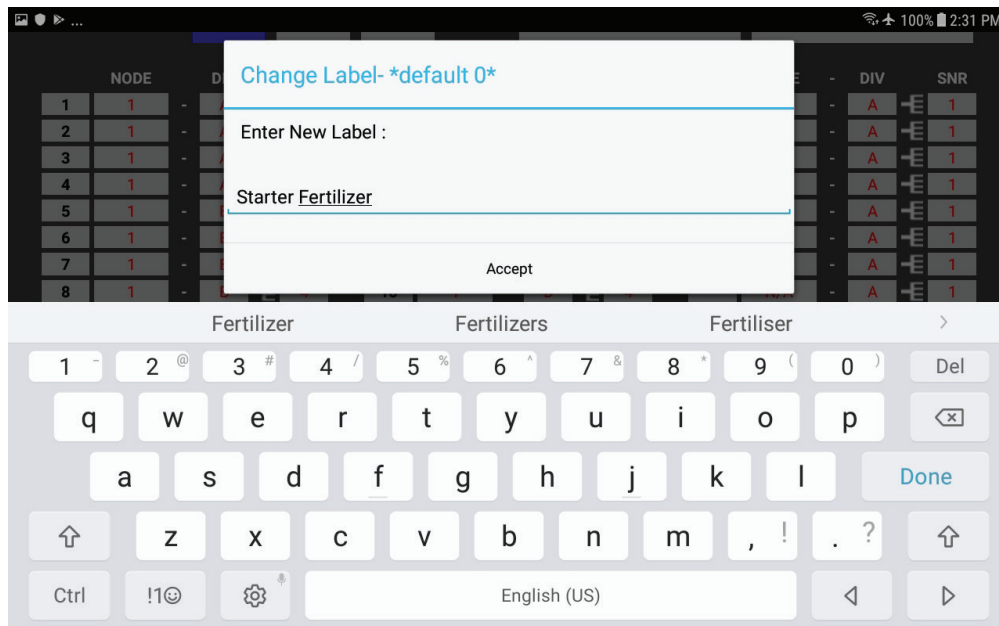 ... 100% 2:31 PM
NODE DIV SNR
Change Label- *default 0*
Enter New Label :
Starter Fertilizer
Accept
1 1 - - A 1
2 1 - - A 1
3 1 - - A 1
4 1 - - A 1
5 1 - - A 1
6 1 - - A 1
7 1 - - A 1
8 1 - - A 1
Fertilizer Fertilizers Fertiliser
1 - 2 @ 3 # 4 / 5 % 6 ^ 7 & 8 * 9 ( 0 ) Del
q w e r t y u i o p
a s d f g h j k l Done
z x c v b n m , ! . ?
Ctrl !1☺ English (US)